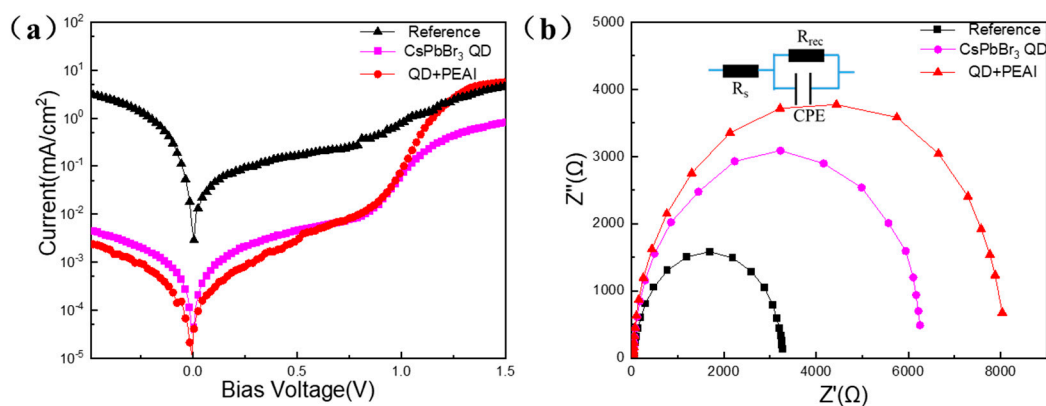 (a)
10²
10¹
10⁰
10⁻¹
10⁻²
10⁻³
10⁻⁴
10⁻⁵
Current(mA/cm2)
Reference
CsPbBr₃ QD
QD+PEAI
0.0 0.5 1.0 1.5
Bias Voltage(V)
(b)
5000
4000
3000
2000
1000
0
Z''(Ω)
Reference
CsPbBr₃ QD
QD+PEAI
R_rec
R_s
CPE
0 2000 4000 6000 8000
Z'(Ω)